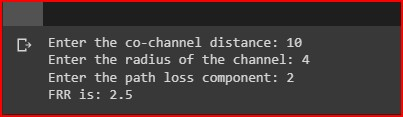 Enter the co-channel distance: 10
Enter the radius of the channel: 4
Enter the path loss component: 2
FRR is: 2.5